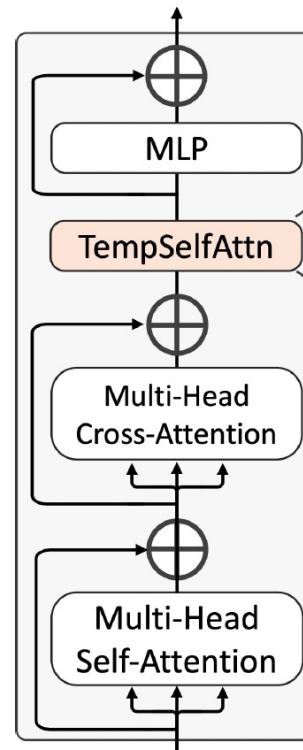 MLP
TempSelfAttn
Multi-Head
Cross-Attention
Multi-Head
Self-Attention